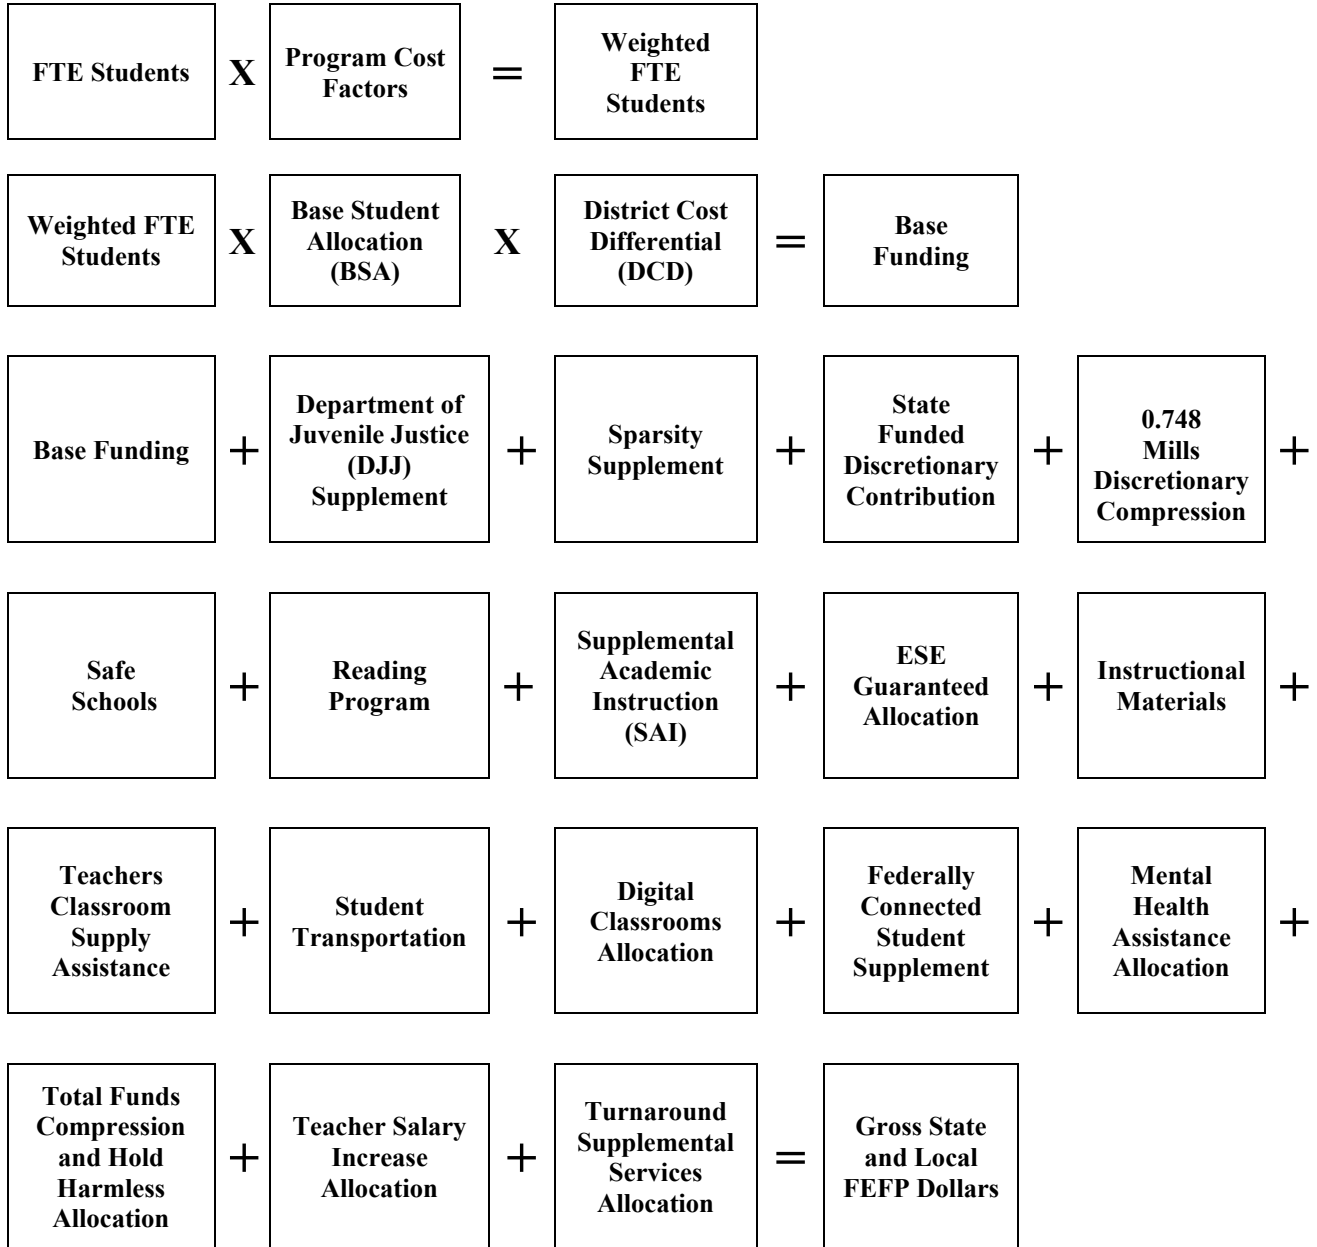 FTE Students X Program Cost Factors = Weighted FTE Students
Weighted FTE Students X Base Student Allocation (BSA) X District Cost Differential (DCD) = Base Funding
Base Funding + Department of Juvenile Justice (DJJ) Supplement + Sparsity Supplement + State Funded Discretionary Contribution + 0.748 Mills Discretionary Compression +
Safe Schools + Reading Program + Supplemental Academic Instruction (SAI) + ESE Guaranteed Allocation + Instructional Materials +
Teachers Classroom Supply Assistance + Student Transportation + Digital Classrooms Allocation + Federally Connected Student Supplement + Mental Health Assistance Allocation +
Total Funds Compression and Hold Harmless Allocation + Teacher Salary Increase Allocation + Turnaround Supplemental Services Allocation = Gross State and Local FEFP Dollars